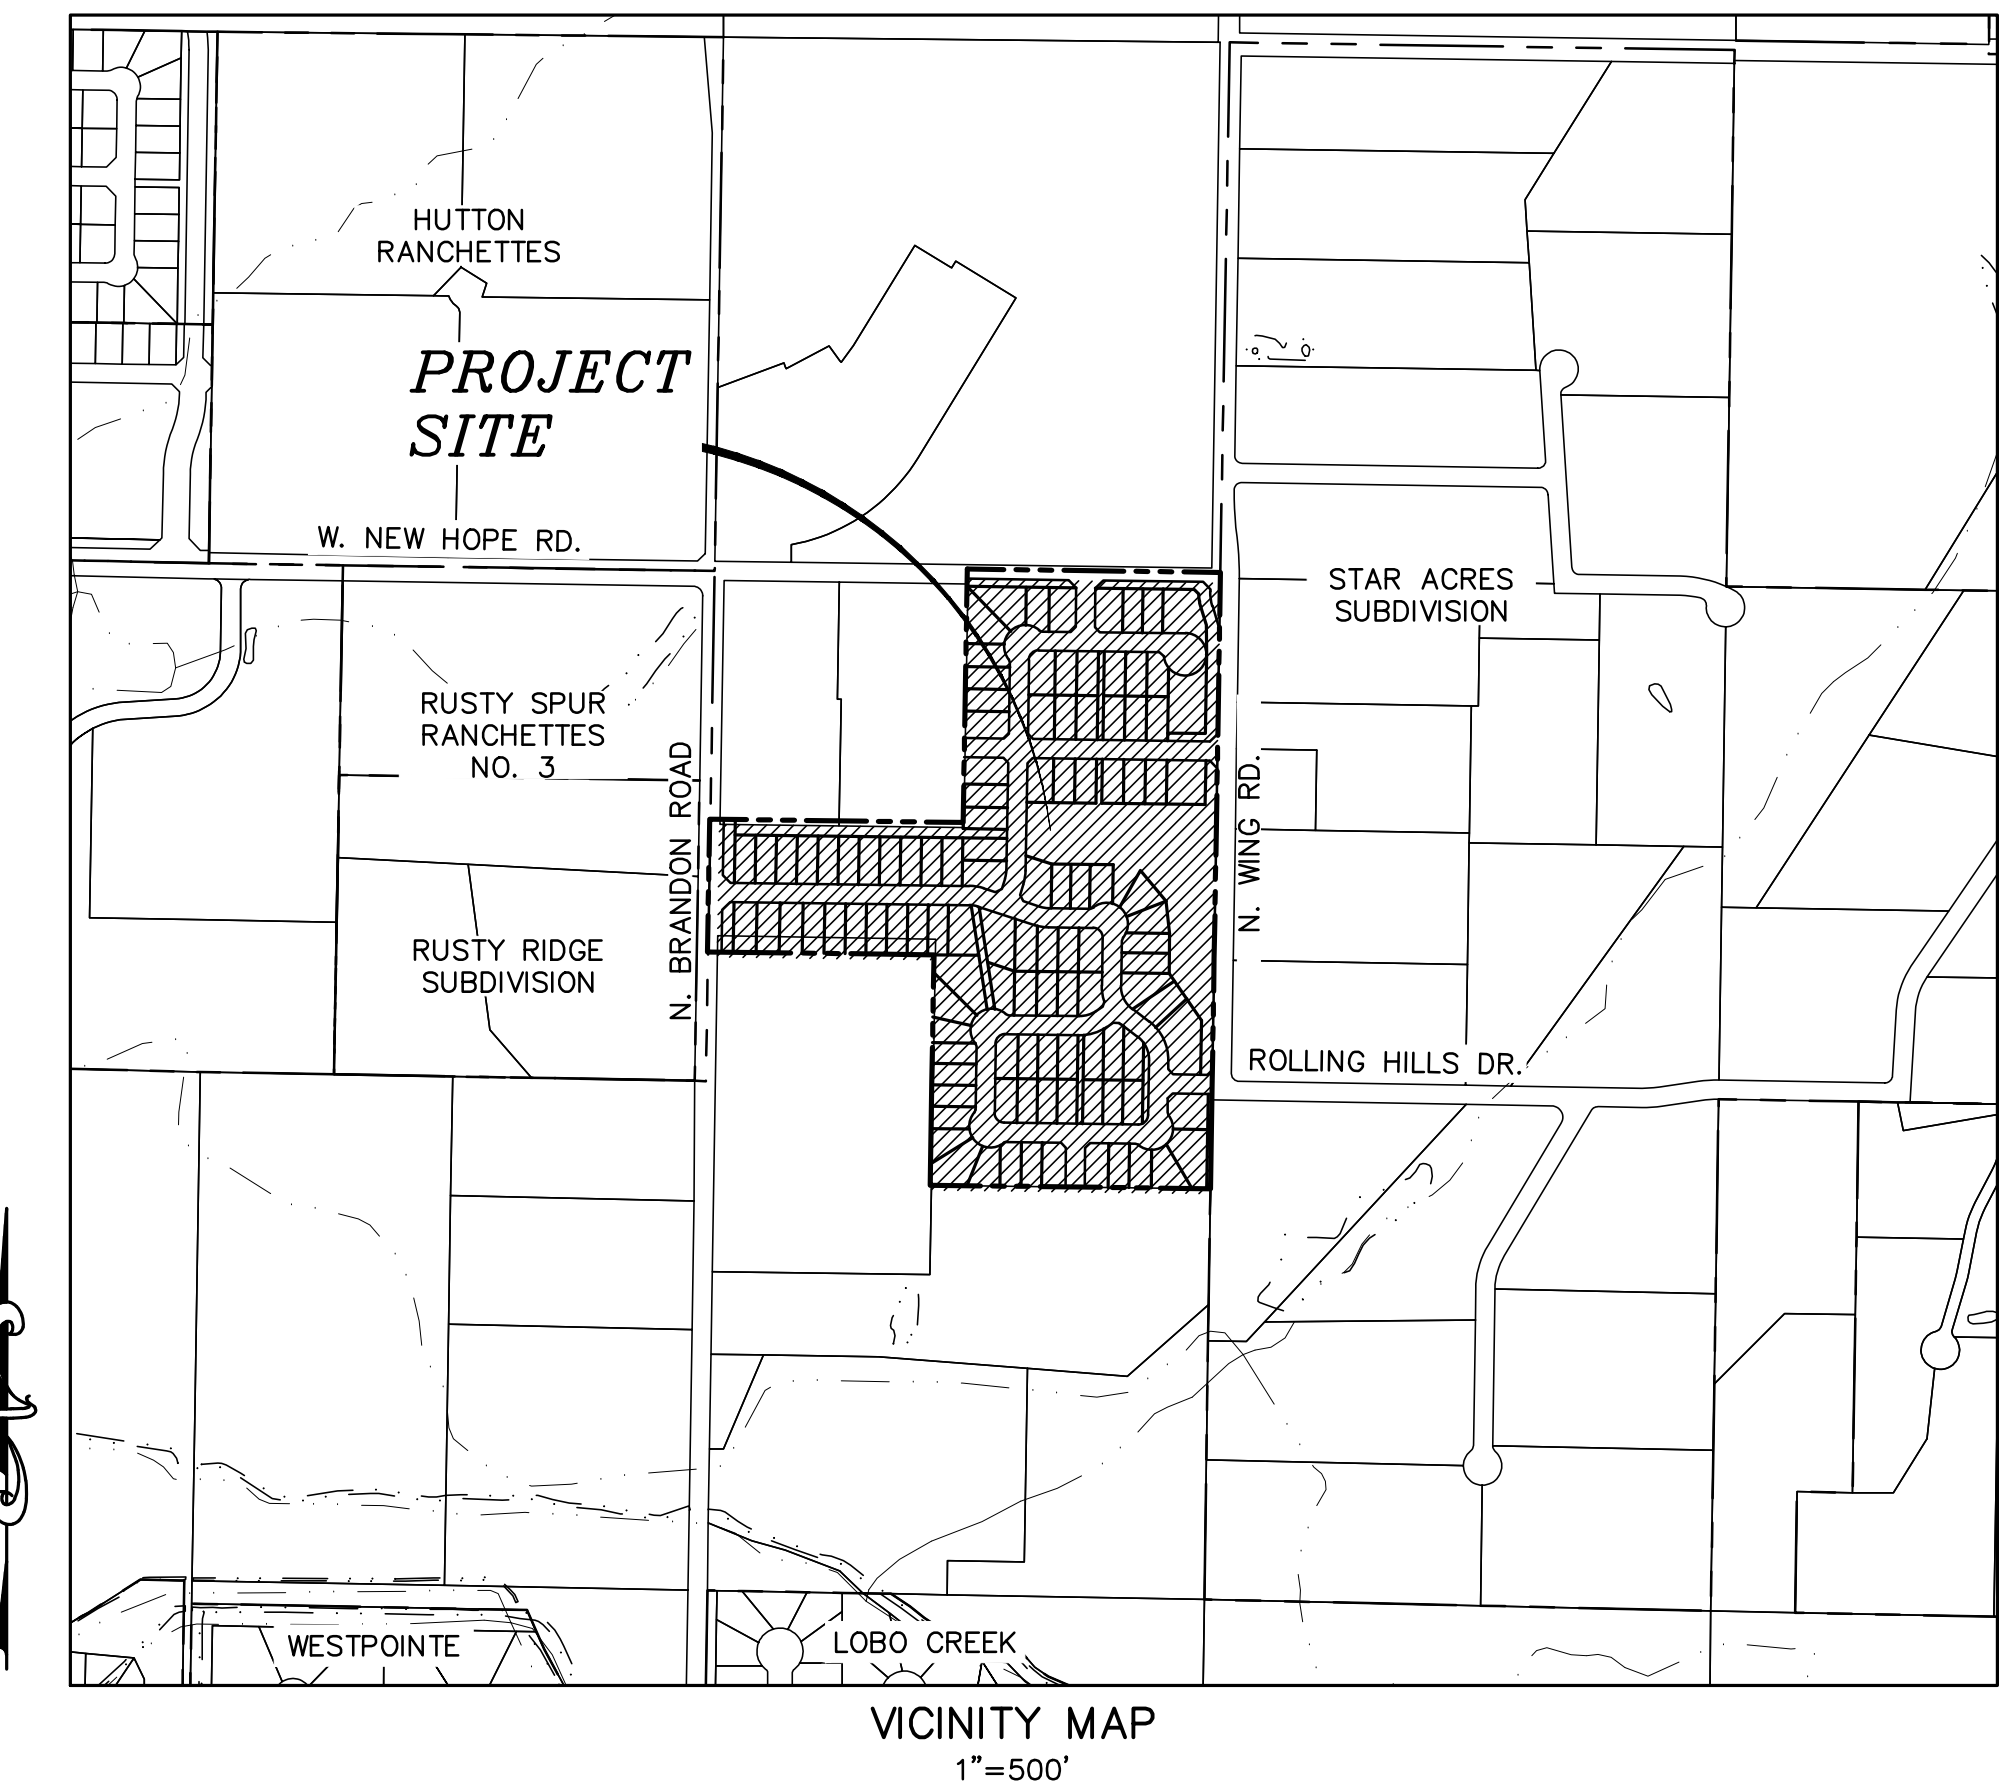 HUTTON
RANCHETTES
PROJECT
SITE
W. NEW HOPE RD.
STAR ACRES
SUBDIVISION
RUSTY SPUR
RANCHETTES
NO. 3
N. BRANDON ROAD
N. WING RD.
RUSTY RIDGE
SUBDIVISION
ROLLING HILLS DR.
WESTPOINTE
LOBO CREEK
VICINITY MAP
1"=500'